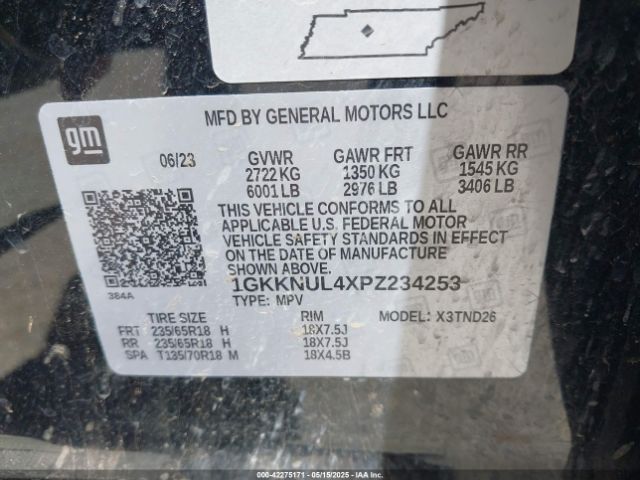 MFD BY GENERAL MOTORS LLC
gm
06/23 GVWR GAWR FRT GAWR RR
2722 KG 1350 KG 1545 KG
6001 LB 2976 LB 3406 LB
THIS VEHICLE CONFORMS TO ALL
APPLICABLE U.S. FEDERAL MOTOR
VEHICLE SAFETY STANDARDS IN EFFECT
ON THE DATE OF MANUFACTURE
SHOWN ABOVE.
1GKKNUL4XPZ234253
384A
TYPE: MPV
TIRE SIZE RIM MODEL: X3TND26
FRT 235/65R18 H 18X7.5J
RR 235/65R18 H 18X7.5J
SPA T135/70R18 M 18X4.5B
000-42275171 - 05/15/2025 - IAAI.COM